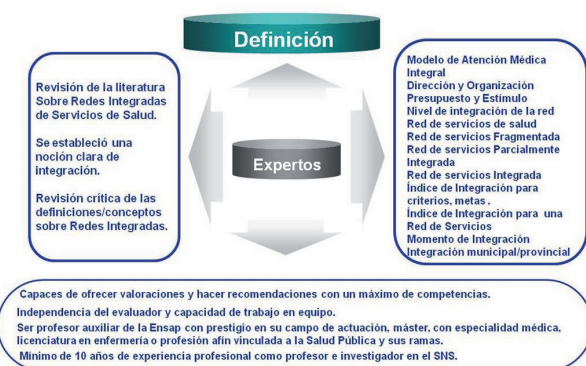 Definición
Revisión de la literatura
Sobre Redes Integradas
de Servicios de Salud.
Se estableció una
noción clara de
integración.
Revisión crítica de las
definiciones/conceptos
sobre Redes Integradas.
Expertos
Modelo de Atención Médica
Integral
Dirección y Organización
Presupuesto y Estímulo
Nivel de integración de la red
Red de servicios de salud
Red de servicios Fragmentada
Red de servicios Parcialmente
Integrada
Red de servicios Integrada
Índice de Integración para
criterios, metas .
Índice de Integración para una
Red de Servicios
Momento de Integración
Integración municipal/provincial
Capaces de ofrecer valoraciones y hacer recomendaciones con un máximo de competencias.
Independencia del evaluador y capacidad de trabajo en equipo.
Ser profesor auxiliar de la Ensap con prestigio en su campo de actuación, máster, con especialidad médica,
licenciatura en enfermería o profesión afín vinculada a la Salud Pública y sus ramas.
Mínimo de 10 años de experiencia profesional como profesor e investigador en el SNS.